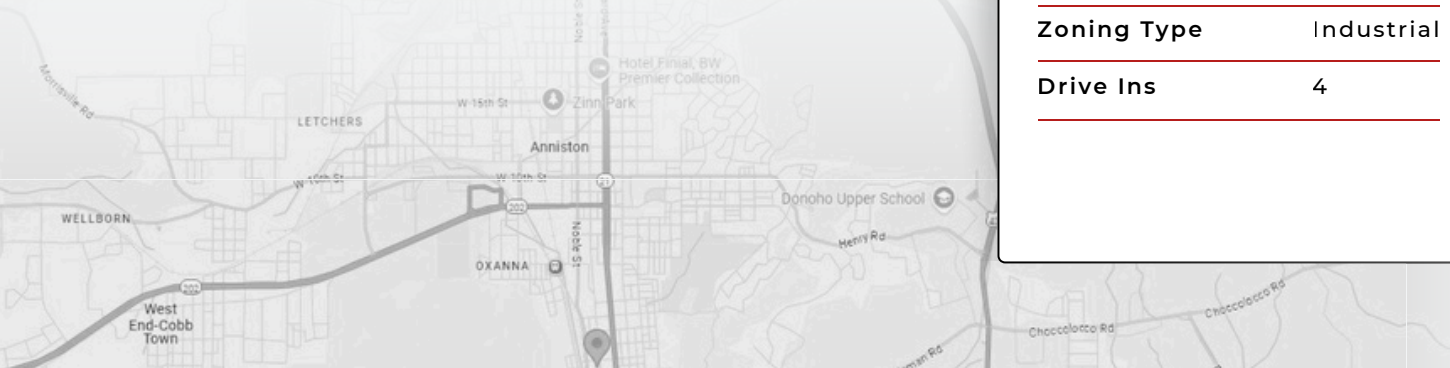 Zoning Type Industrial
Drive Ins 4
Noble St
Hotel Finial, BW
Premier Collection
Morrisville Rd
W 15th St
Zinn Park
LETCHERS
Anniston
W 10th St
W 10th St
21
Donoho Upper School
202
WELLBORN
Noble St
Henry Rd
OXANNA
202
West
End-Cobb
Town
Choccolocco Rd
Choccolocco Rd